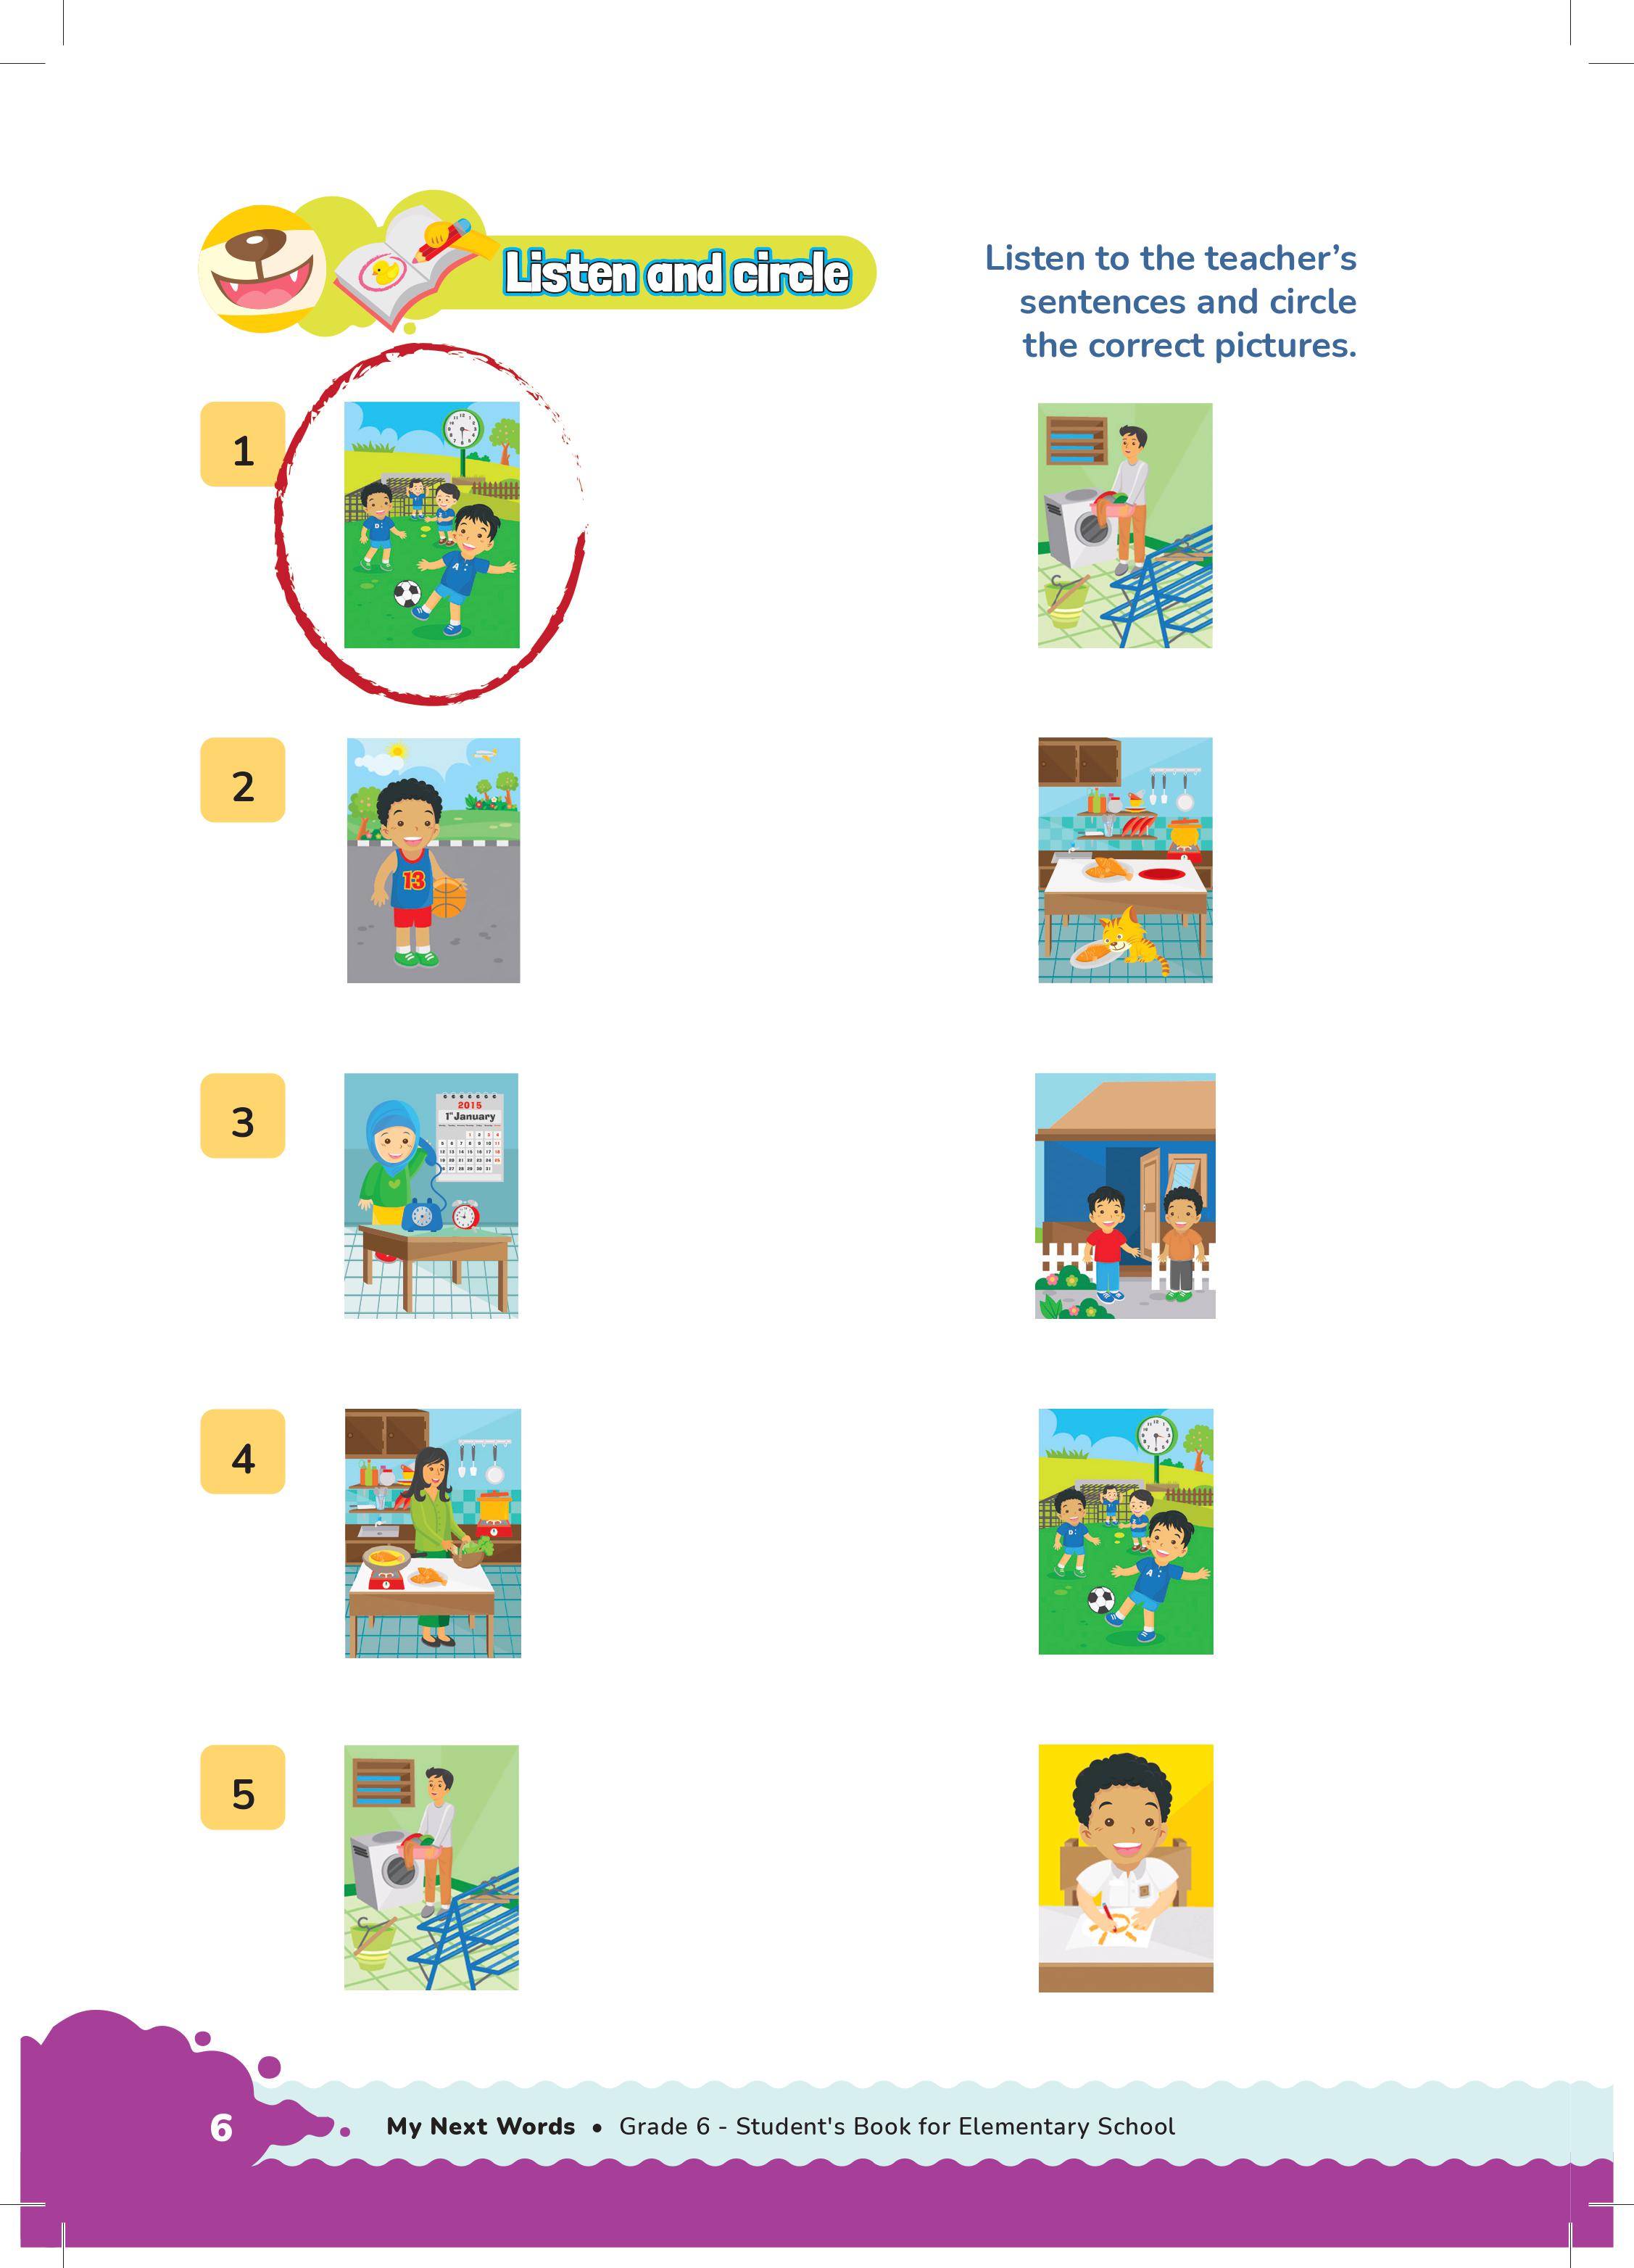 Listen and circle
Listen to the teacher’s
sentences and circle
the correct pictures.
1
2
13
3
2015
1st January
4
5
6
My Next Words • Grade 6 - Student's Book for Elementary School